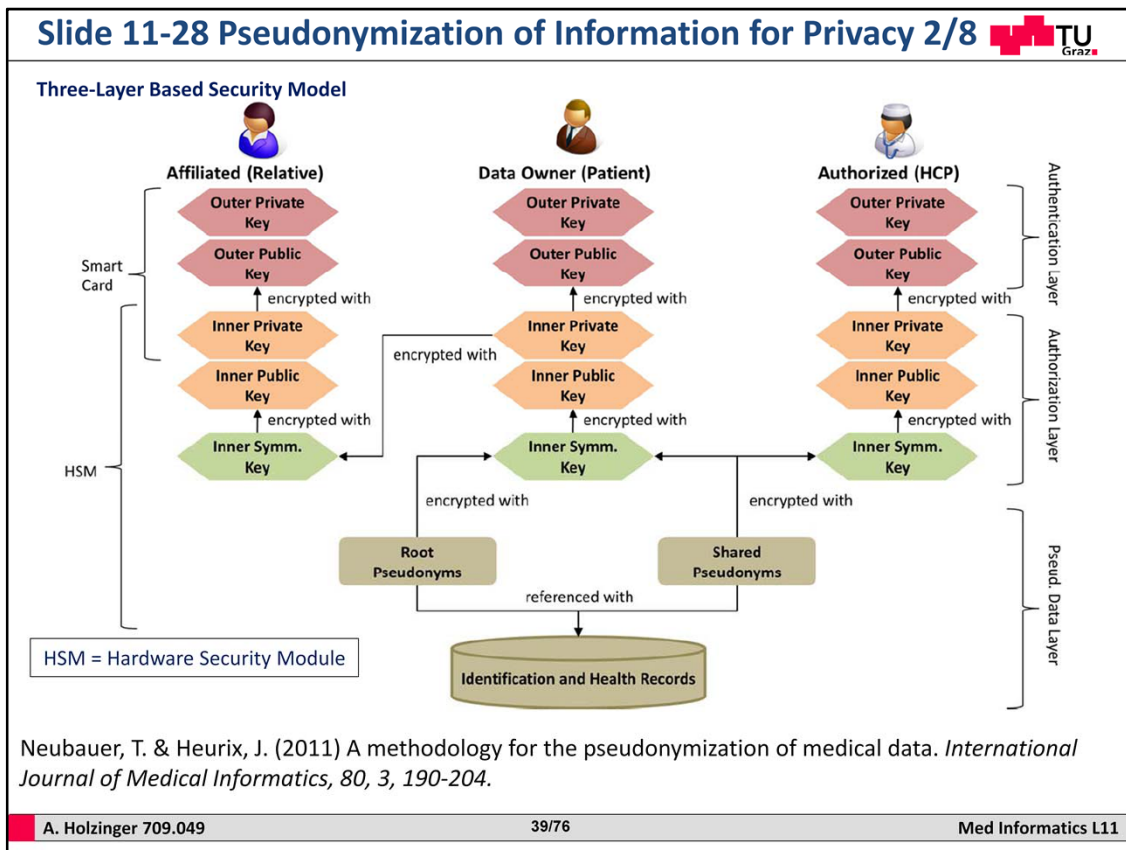 Slide 11-28 Pseudonymization of Information for Privacy 2/8
TU
Graz
Three-Layer Based Security Model
Affiliated (Relative)
Data Owner (Patient)
Authorized (HCP)
Outer Private
Key
Outer Private
Key
Outer Private
Key
Outer Public
Key
Outer Public
Key
Outer Public
Key
Smart
Card
Authentication Layer
encrypted with
encrypted with
encrypted with
Inner Private
Key
encrypted with
Inner Private
Key
Inner Private
Key
Inner Public
Key
Inner Public
Key
Inner Public
Key
encrypted with
encrypted with
encrypted with
Authorization Layer
Inner Symm.
Key
Inner Symm.
Key
Inner Symm.
Key
HSM
encrypted with
encrypted with
Root
Pseudonyms
Shared
Pseudonyms
referenced with
Pseud. Data Layer
HSM = Hardware Security Module
Identification and Health Records
Neubauer, T. & Heurix, J. (2011) A methodology for the pseudonymization of medical data. International
Journal of Medical Informatics, 80, 3, 190-204.
A. Holzinger 709.049
39/76
Med Informatics L11